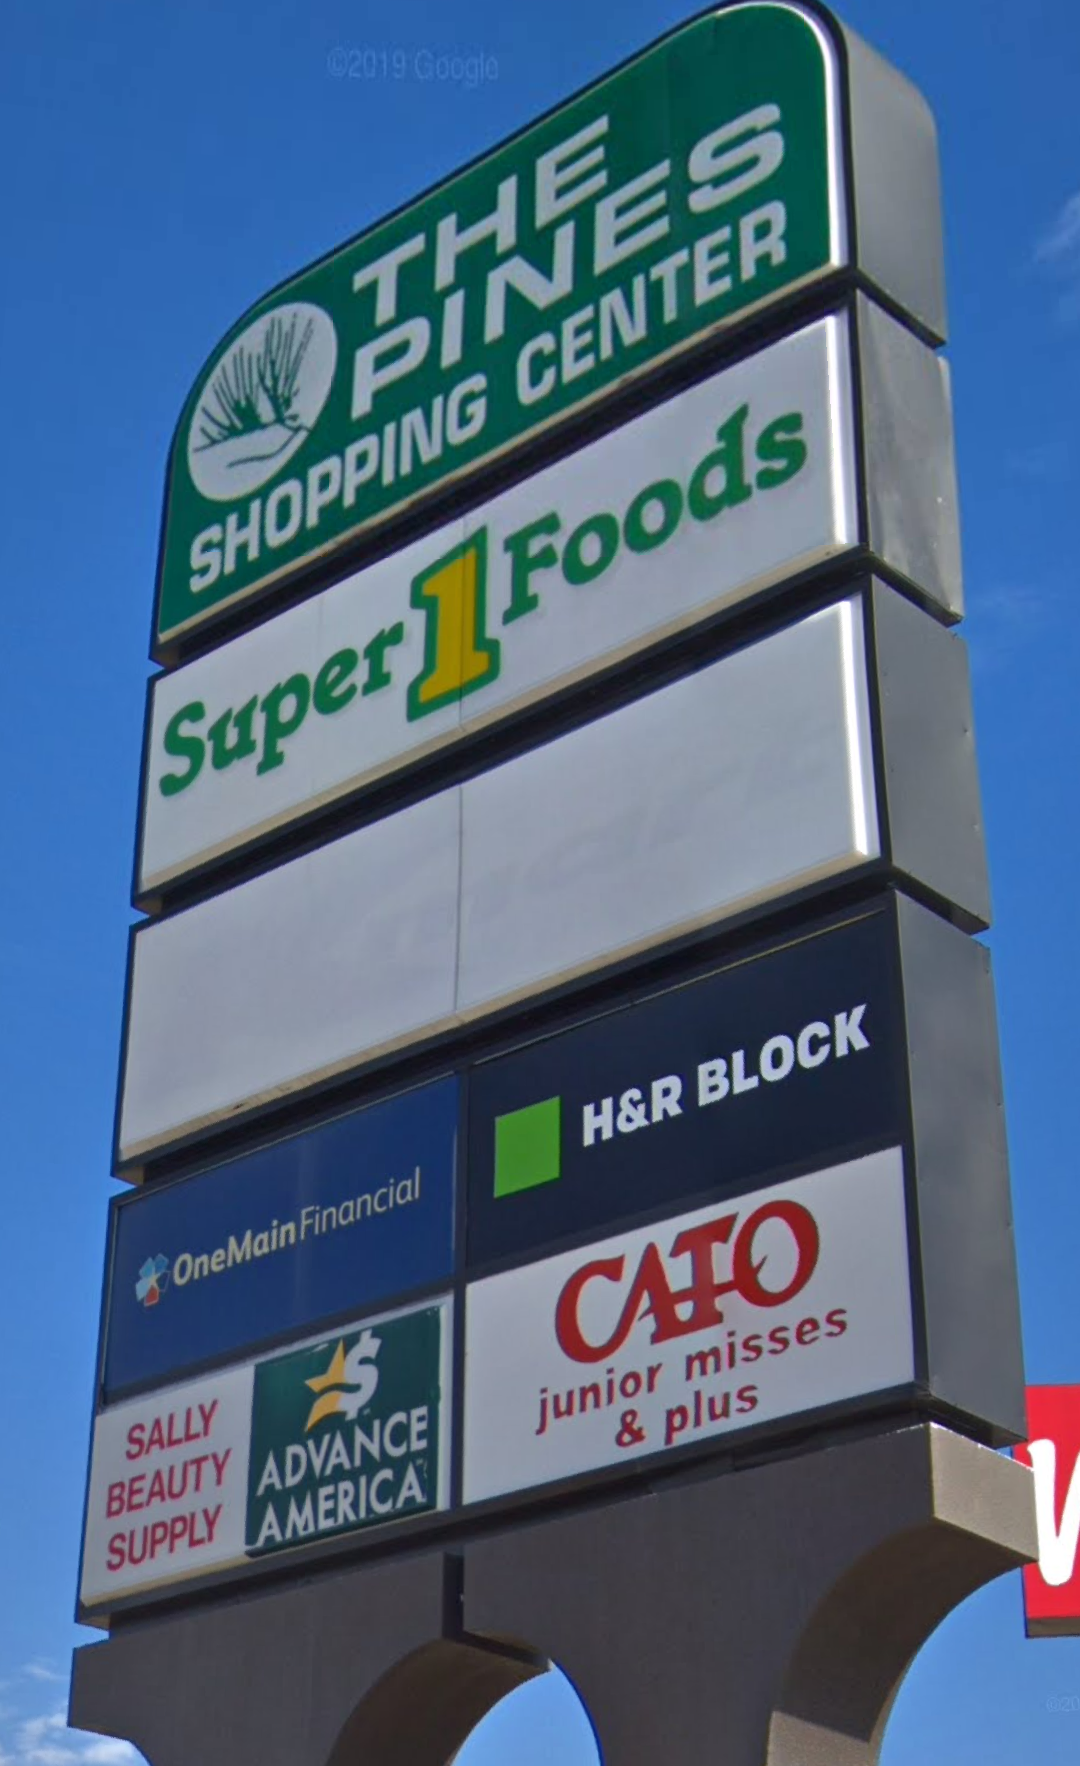 ©2019 Google
THE
PINES
SHOPPING CENTER
Super 1 Foods
H&R BLOCK
OneMain Financial
CATO
junior misses
& plus
SALLY
BEAUTY
SUPPLY
$
ADVANCE
AMERICA